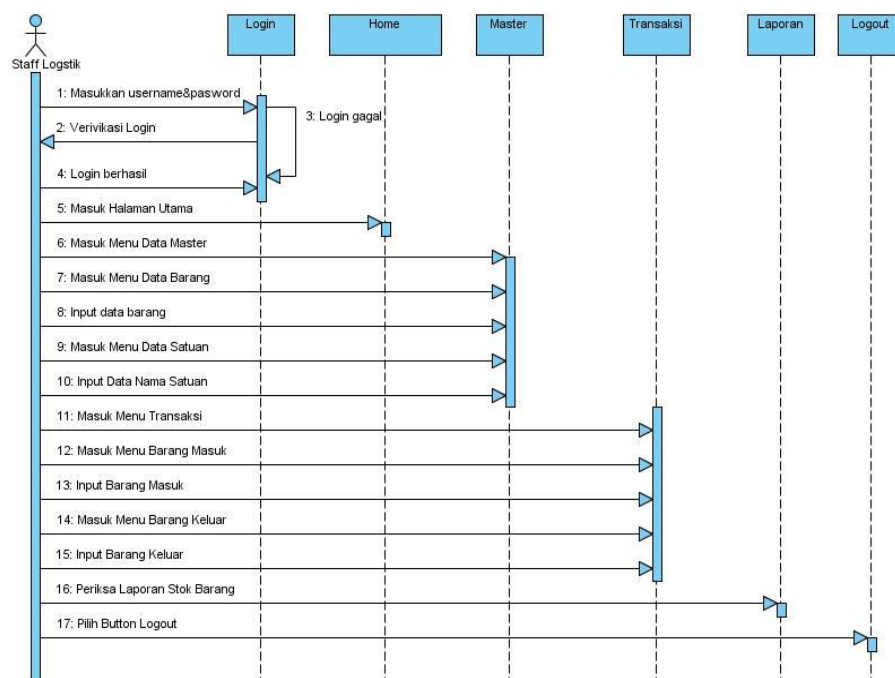 Login
Home
Master
Transaksi
Laporan
Logout
Staff Logstik
1: Masukkan username&pasword
3: Login gagal
2: Verivikasi Login
4: Login berhasil
5: Masuk Halaman Utama
6: Masuk Menu Data Master
7: Masuk Menu Data Barang
8: Input data barang
9: Masuk Menu Data Satuan
10: Input Data Nama Satuan
11: Masuk Menu Transaksi
12: Masuk Menu Barang Masuk
13: Input Barang Masuk
14: Masuk Menu Barang Keluar
15: Input Barang Keluar
16: Periksa Laporan Stok Barang
17: Pilih Button Logout